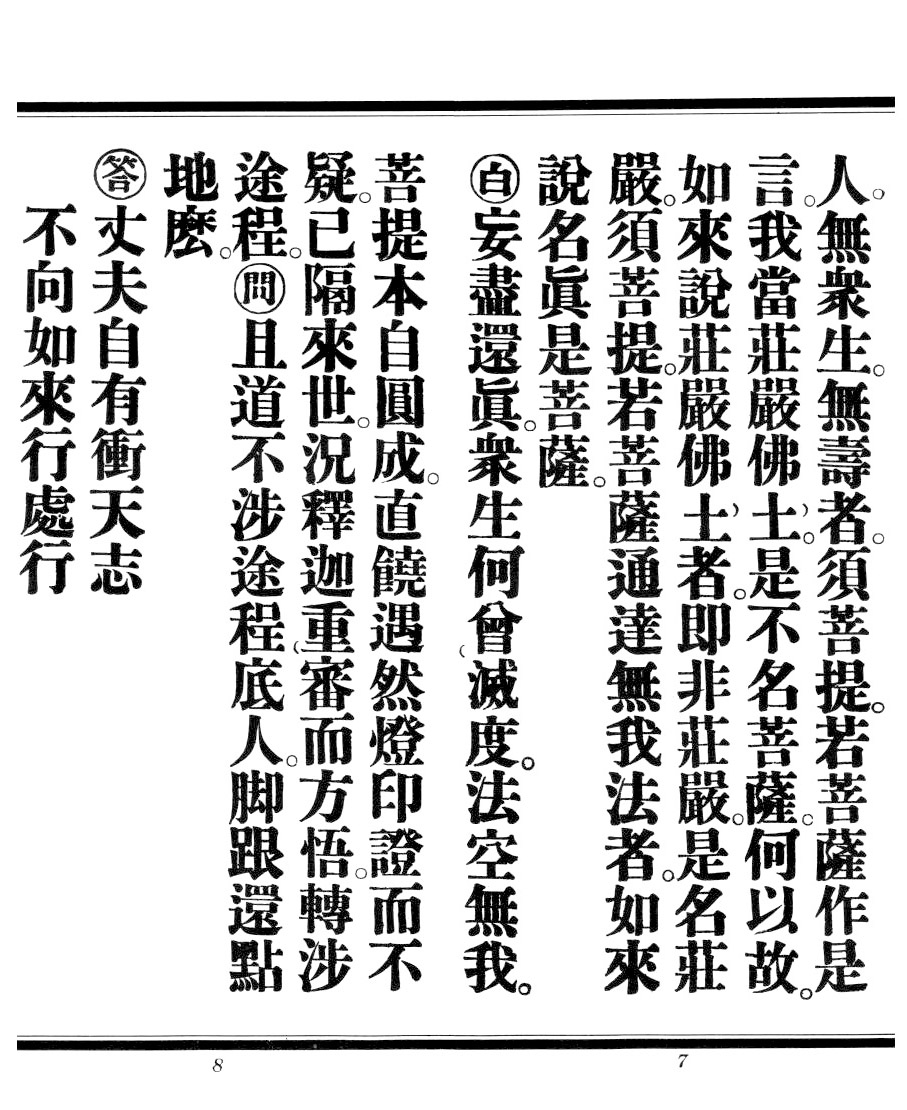 人。無衆生。無壽者。須菩提。若菩薩作是
言。我當莊嚴佛土。是不名菩薩。何以故。
如來說莊嚴佛土者。即非莊嚴。是名莊
嚴。須菩提。若菩薩通達無我法者。如來
說名眞是菩薩。
㊐妄盡還眞。衆生何曾滅度。法空無我。
菩提本自圓成。直饒遇然燈印證而不
疑。已隔來世。況釋迦重審而方悟。轉涉
途程。㉄且道不涉途程底人。脚跟還點
地麽。
答丈夫自有衝天志
不向如來行處行
7
8